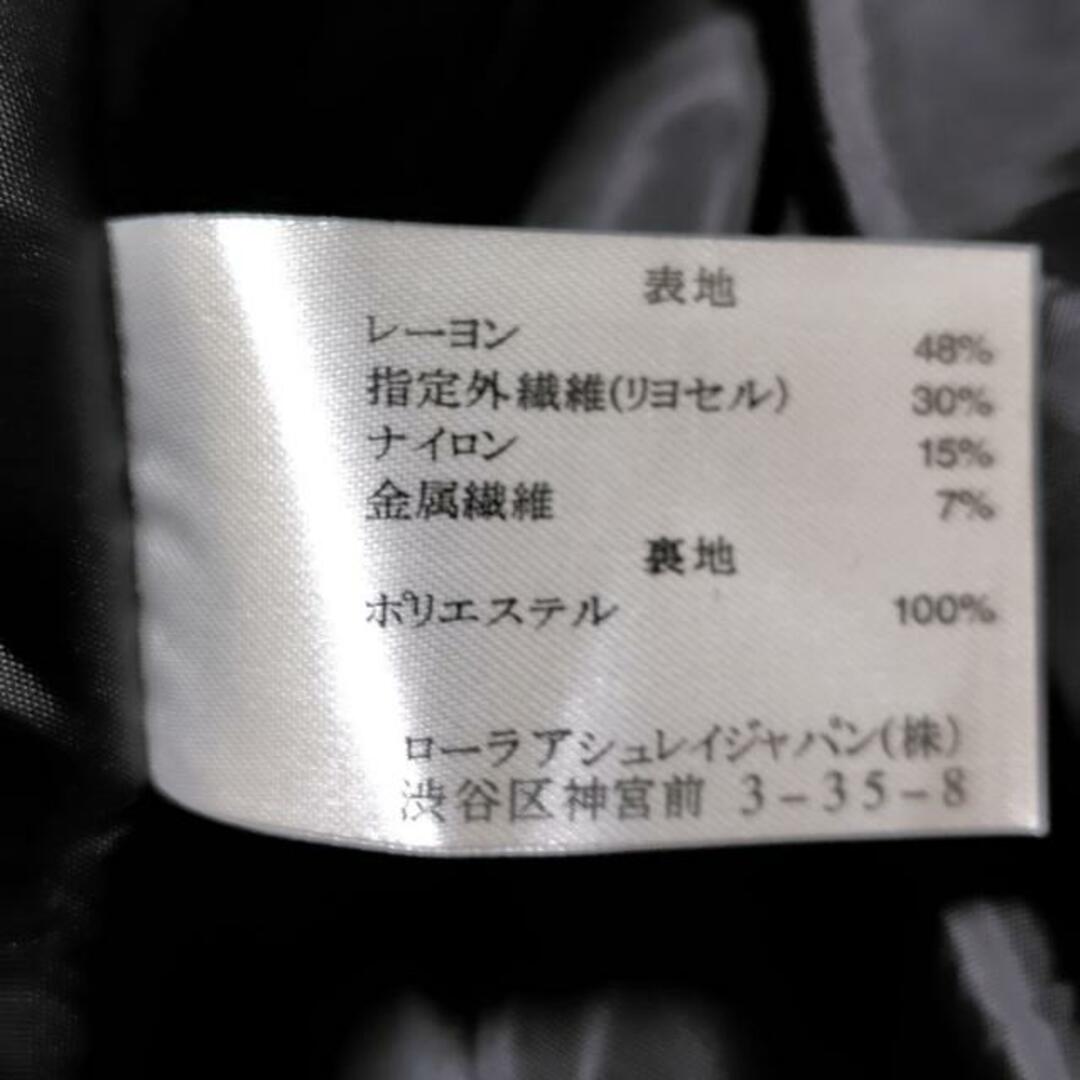 表地
レーヨン 48%
指定外繊維(リヨセル) 30%
ナイロン 15%
金属繊維 7%
裏地
ポリエステル 100%
ローラアシュレイジャパン(株)
渋谷区神宮前 3-35-8